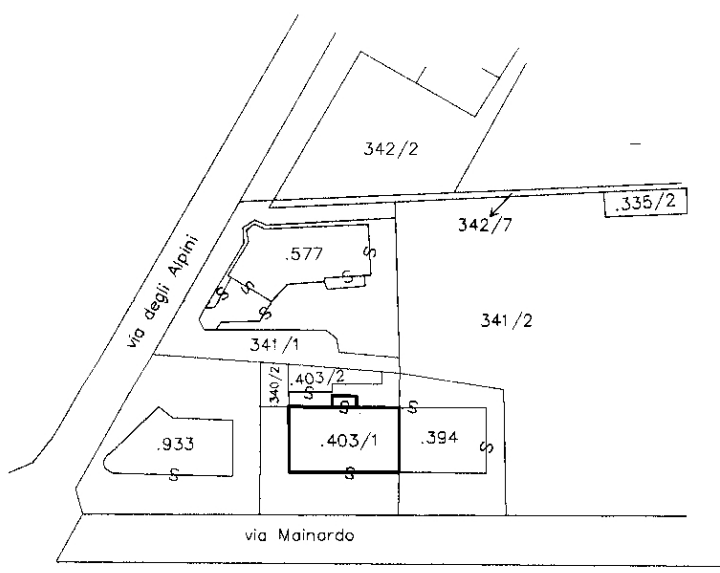 342/2
.335/2
342/7
.577
S
S
S
S
S
via degli Alpini
341/2
341/1
340/2
.403/2
S
S
S
.933
.403/1
.394
S
S
S
via Mainardo